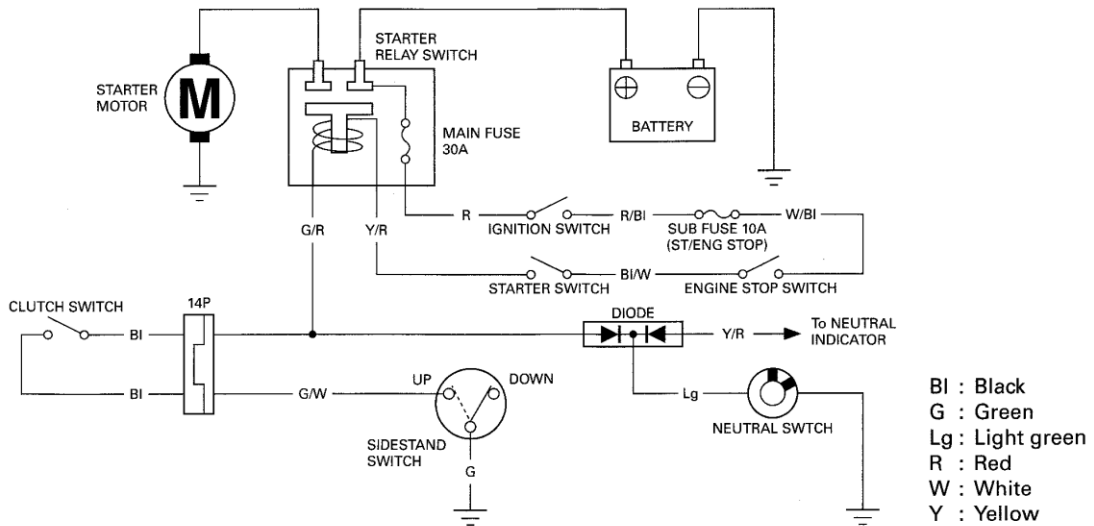 STARTER
RELAY SWITCH
STARTER
MOTOR
M
MAIN FUSE
30A
BATTERY
G/R
Y/R
R
IGNITION SWITCH
R/Bl
SUB FUSE 10A
(ST/ENG STOP)
W/Bl
STARTER SWITCH
Bl/W
ENGINE STOP SWITCH
CLUTCH SWITCH
14P
Bl
DIODE
Y/R
To NEUTRAL
INDICATOR
Bl
G/W
UP
DOWN
SIDESTAND
SWITCH
G
Lg
NEUTRAL SWTCH
Bl : Black
G : Green
Lg : Light green
R : Red
W : White
Y : Yellow